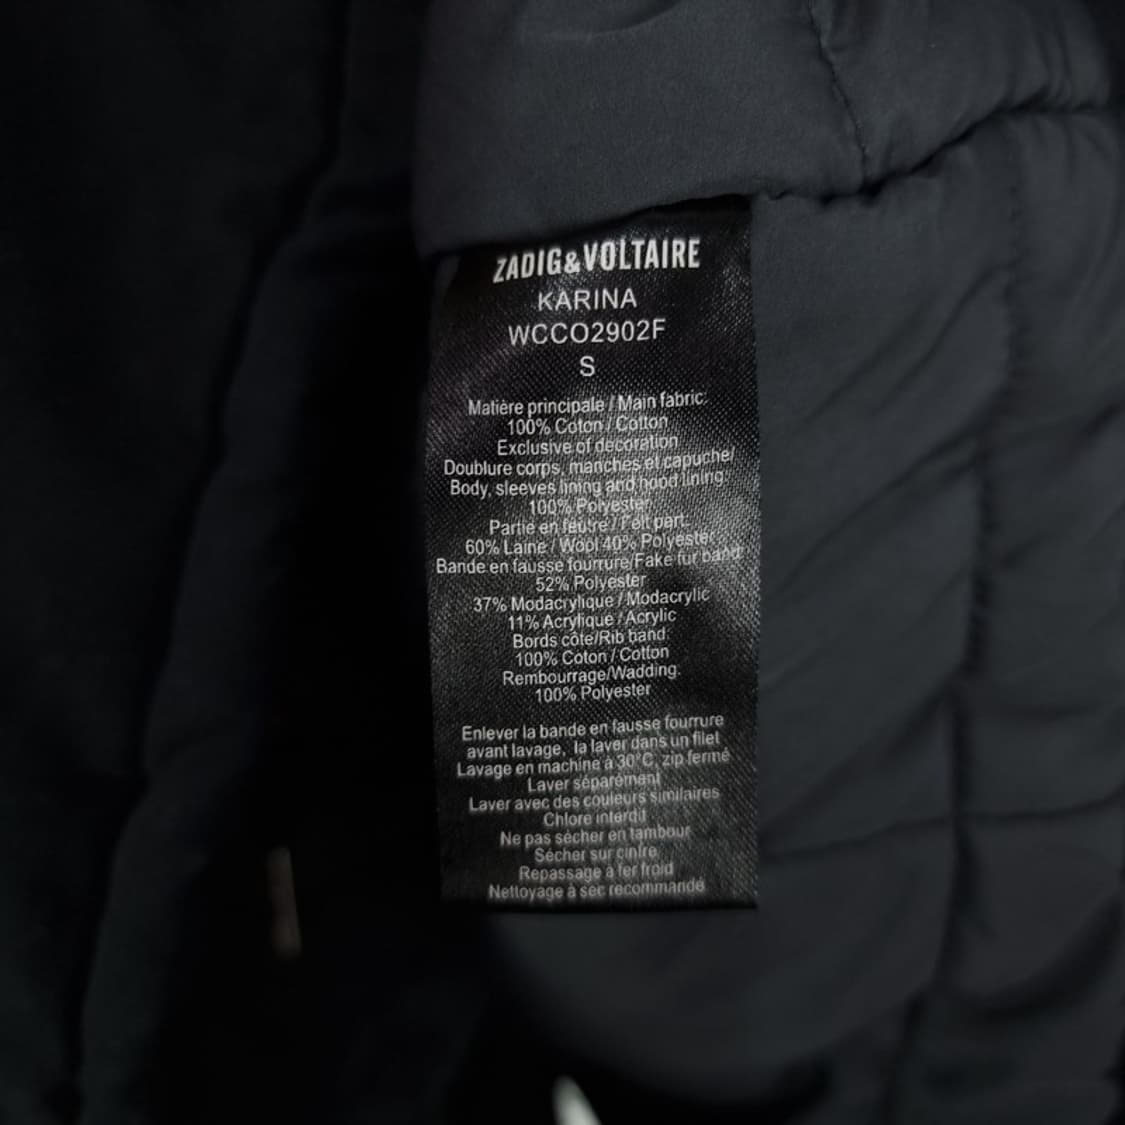 ZADIG&VOLTAIRE
KARINA
WCCO2902F
S
Matière principale / Main fabric:
100% Coton / Cotton
Exclusive of decoration
Doublure corps, manches et capuche/
Body, sleeves lining and hood lining:
100% Polyester
Partie en feutre / Felt part:
60% Laine / Wool 40% Polyester
Bande en fausse fourrure/Fake fur band:
52% Polyester
37% Modacrylique / Modacrylic
11% Acrylique / Acrylic
Bords côte/Rib band:
100% Coton / Cotton
Rembourrage/Wadding:
100% Polyester
Enlever la bande en fausse fourrure
avant lavage, la laver dans un filet
Lavage en machine à 30°C, zip fermé
Laver séparément
Laver avec des couleurs similaires
Chlore interdit
Ne pas sécher en tambour
Sécher sur cintre
Repassage à fer froid
Nettoyage à sec recommandé